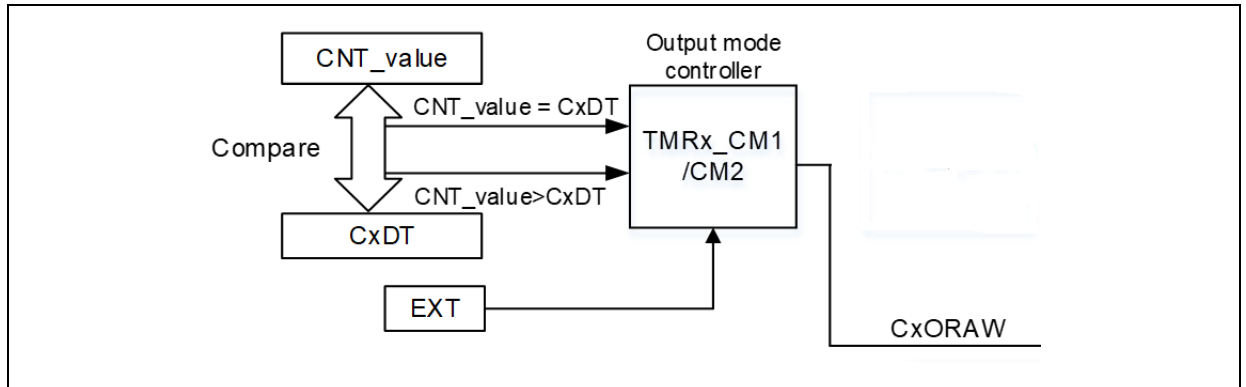 CNT_value
Output mode
controller
CNT_value = CxDT
Compare
TMRx_CM1
/CM2
CNT_value>CxDT
CxDT
EXT
CxORAW